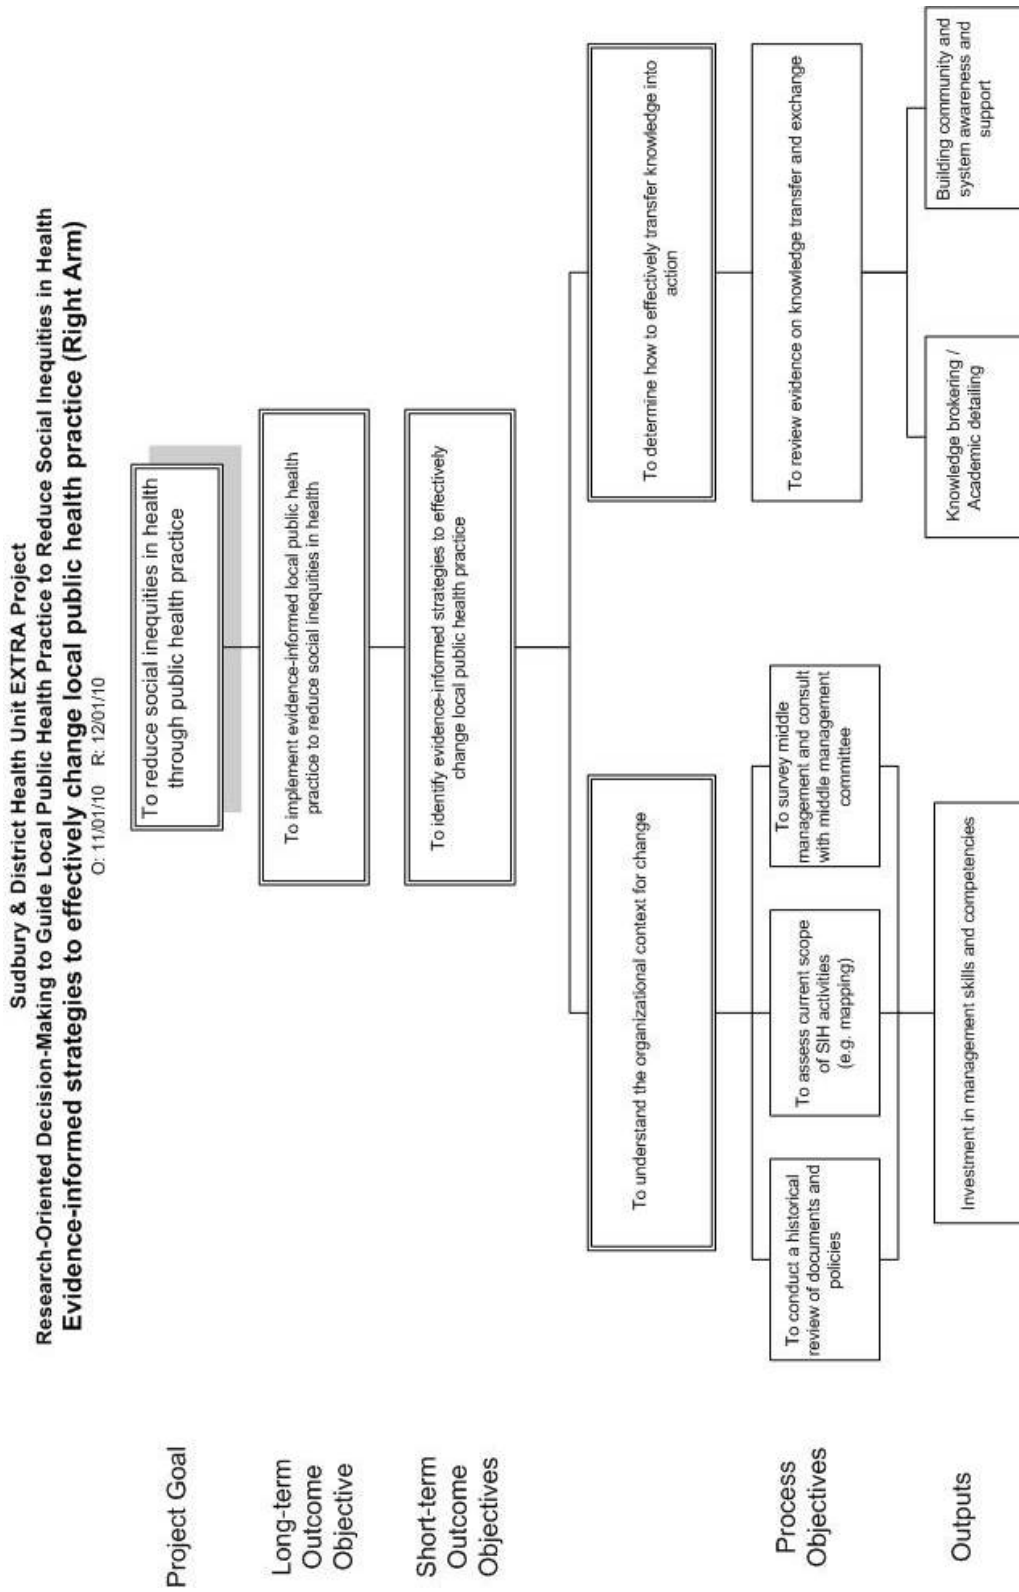 Sudbury & District Health Unit EXTRA Project
Research-Oriented Decision-Making to Guide Local Public Health Practice to Reduce Social Inequities in Health
Evidence-informed strategies to effectively change local public health practice (Right Arm)
O: 11/01/10 R: 12/01/10
Project Goal
To reduce social inequities in health
through public health practice
Long-term
Outcome
Objective
To implement evidence-informed local public health
practice to reduce social inequities in health
Short-term
Outcome
Objectives
To identify evidence-informed strategies to effectively
change local public health practice
To understand the organizational context for change
To determine how to effectively transfer knowledge into
action
Process
Objectives
To conduct a historical
review of documents and
policies
To assess current scope
of SIH activities
(e.g. mapping)
To survey middle
management and consult
with middle management
committee
To review evidence on knowledge transfer and exchange
Outputs
Investment in management skills and competencies
Knowledge brokering /
Academic detailing
Building community and
system awareness and
support